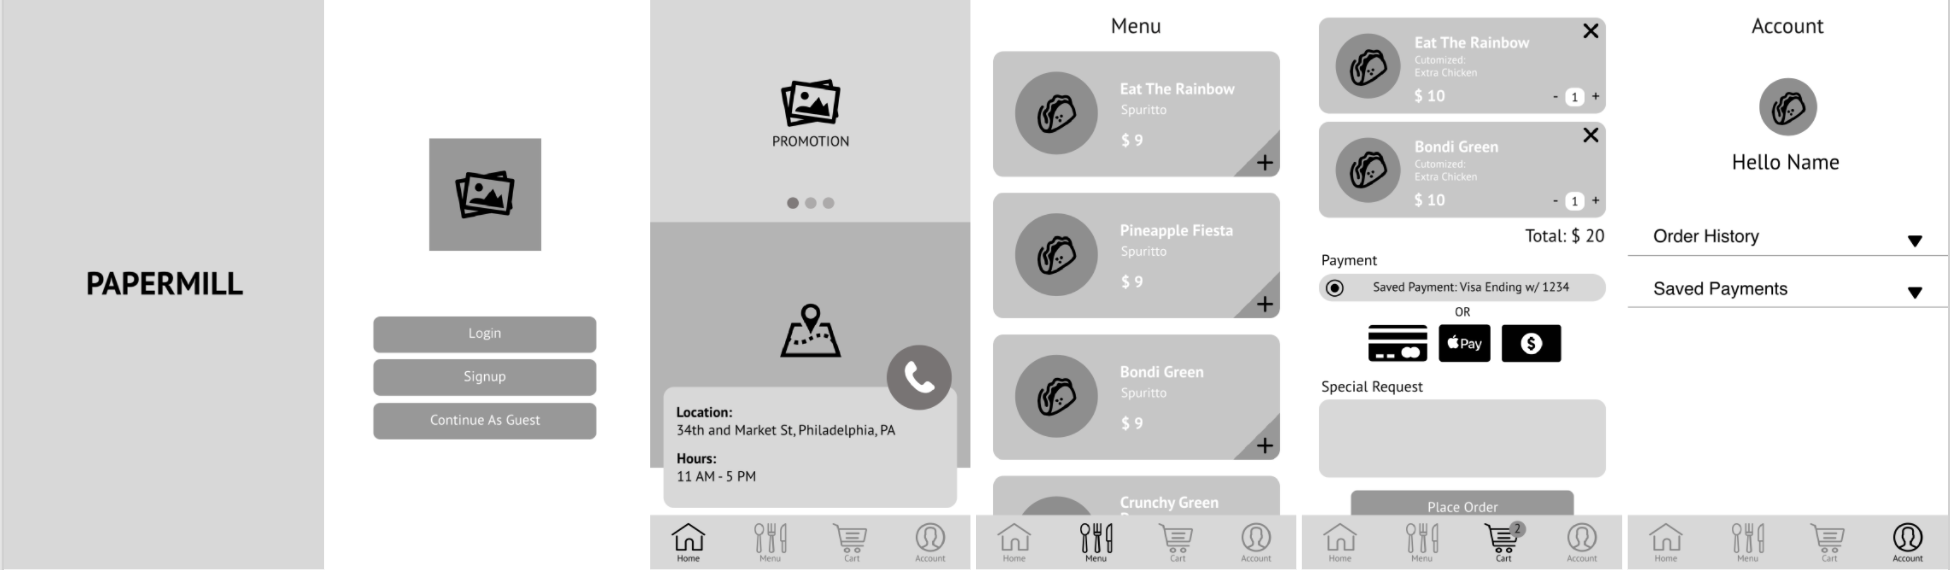 PAPERMILL
Login
Signup
Continue As Guest
PROMOTION
Location:
34th and Market St, Philadelphia, PA
Hours:
11 AM - 5 PM
Home
Menu
Cart
Account
Menu
Eat The Rainbow
Spuritto
$ 9
+
Pineapple Fiesta
Spuritto
$ 9
+
Bondi Green
Spuritto
$ 9
+
Crunchy Green
Home
Menu
Cart
Account
Eat The Rainbow
Cutomized:
Extra Chicken
$ 10
- 1 +
Bondi Green
Cutomized:
Extra Chicken
$ 10
- 1 +
Total: $ 20
Payment
Saved Payment: Visa Ending w/ 1234
OR
Pay
$
Special Request
Place Order
Home
Menu
2
Cart
Account
Account
Hello Name
Order History
Saved Payments
Home
Menu
Cart
Account